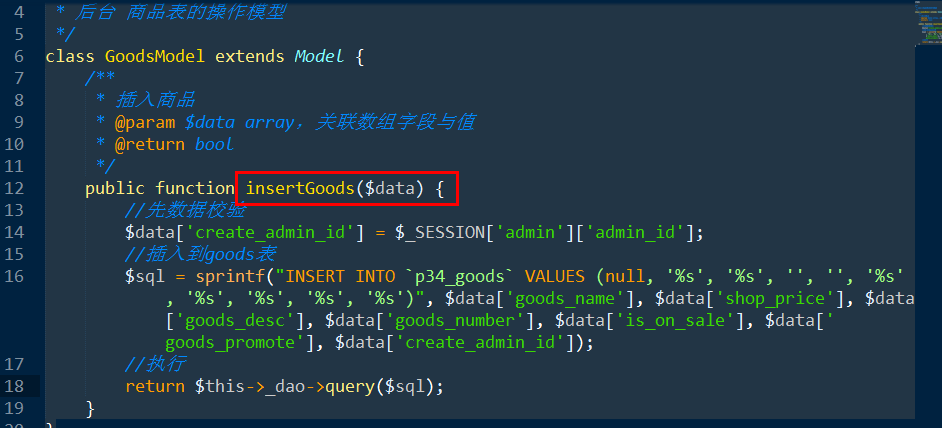 4 * 后台 商品表的操作模型
5 */
6 class GoodsModel extends Model {
7 /**
8 * 插入商品
9 * @param $data array，关联数组字段与值
10 * @return bool
11 */
12 public function insertGoods($data) {
13 //先数据校验
14 $data['create_admin_id'] = $_SESSION['admin']['admin_id'];
15 //插入到goods表
16 $sql = sprintf("INSERT INTO `p34_goods` VALUES (null, '%s', '%s', '', '', '%s'
, '%s', '%s', '%s', '%s')", $data['goods_name'], $data['shop_price'], $data
['goods_desc'], $data['goods_number'], $data['is_on_sale'], $data['
goods_promote'], $data['create_admin_id']);
17 //执行
18 return $this->_dao->query($sql);
19 }